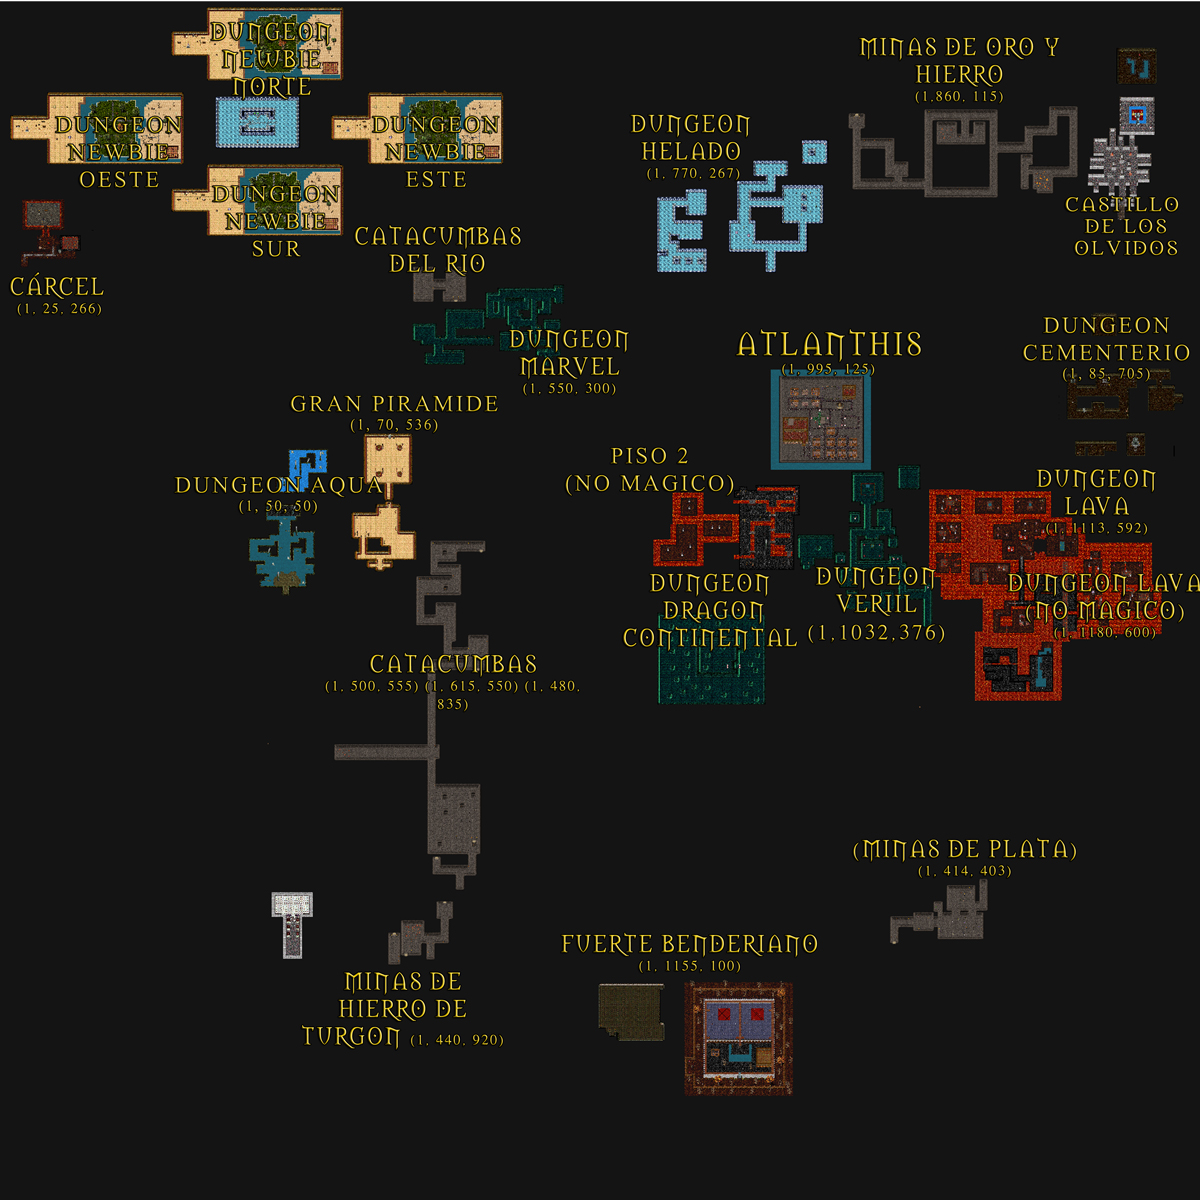 DUNGEON
NEWBIE
NORTE
DUNGEON
NEWBIE
OESTE
DUNGEON
NEWBIE
ESTE
DUNGEON
NEWBIE
SUR
CÁRCEL
(1, 25, 266)
CATACUMBAS
DEL RIO
DUNGEON
MARVEL
(1, 550, 300)
DUNGEON
HELADO
(1, 770, 267)
MINAS DE ORO Y
HIERRO
(1,860, 115)
CASTILLO
DE LOS
OLVIDOS
ATLANTHIS
(1, 995, 125)
DUNGEON
CEMENTERIO
(1, 85, 705)
GRAN PIRAMIDE
(1, 70, 536)
DUNGEON AQUA
(1, 50, 50)
PISO 2
(NO MAGICO)
DUNGEON
DRAGON
CONTINENTAL
DUNGEON
VERIIL
(1,1032,376)
DUNGEON
LAVA
(1, 1113, 592)
DUNGEON LAVA
(NO MAGICO)
(1, 1180, 600)
CATACUMBAS
(1, 500, 555) (1, 615, 550) (1, 480,
835)
(MINAS DE PLATA)
(1, 414, 403)
FUERTE BENDERIANO
(1, 1155, 100)
MINAS DE
HIERRO DE
TURGON (1, 440, 920)